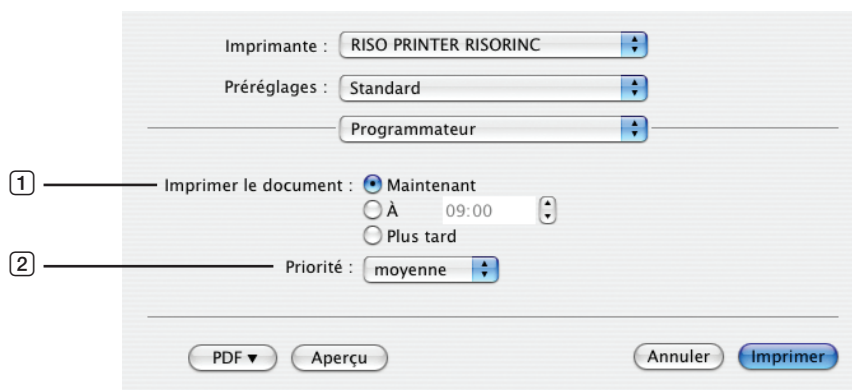 Imprimante : RISO PRINTER RISORINC
Préréglages : Standard
Programmateur
1 Imprimer le document : Maintenant
À 09:00
Plus tard
2 Priorité : moyenne
PDF ▼ Aperçu Annuler Imprimer